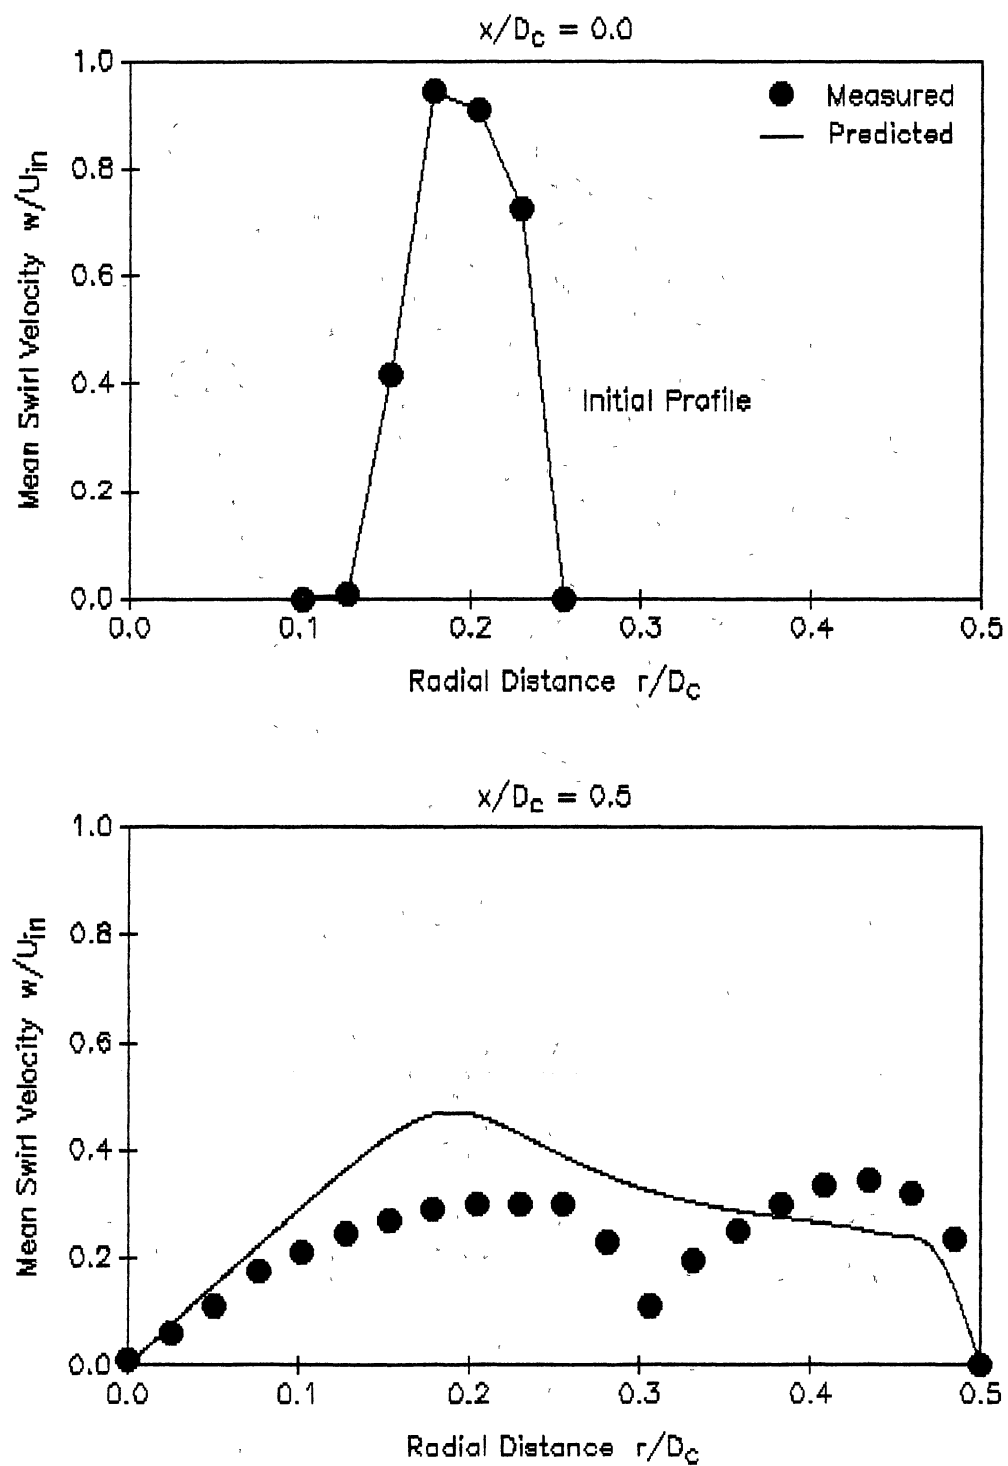 x/Dc = 0.0
1.0
0.8
0.6
0.4
0.2
0.0
Mean Swirl Velocity w/Uin
Measured
Predicted
Initial Profile
0.0 0.1 0.2 0.3 0.4 0.5
Radial Distance r/Dc
x/Dc = 0.5
1.0
0.8
0.6
0.4
0.2
0.0
Mean Swirl Velocity w/Uin
0.0 0.1 0.2 0.3 0.4 0.5
Radial Distance r/Dc